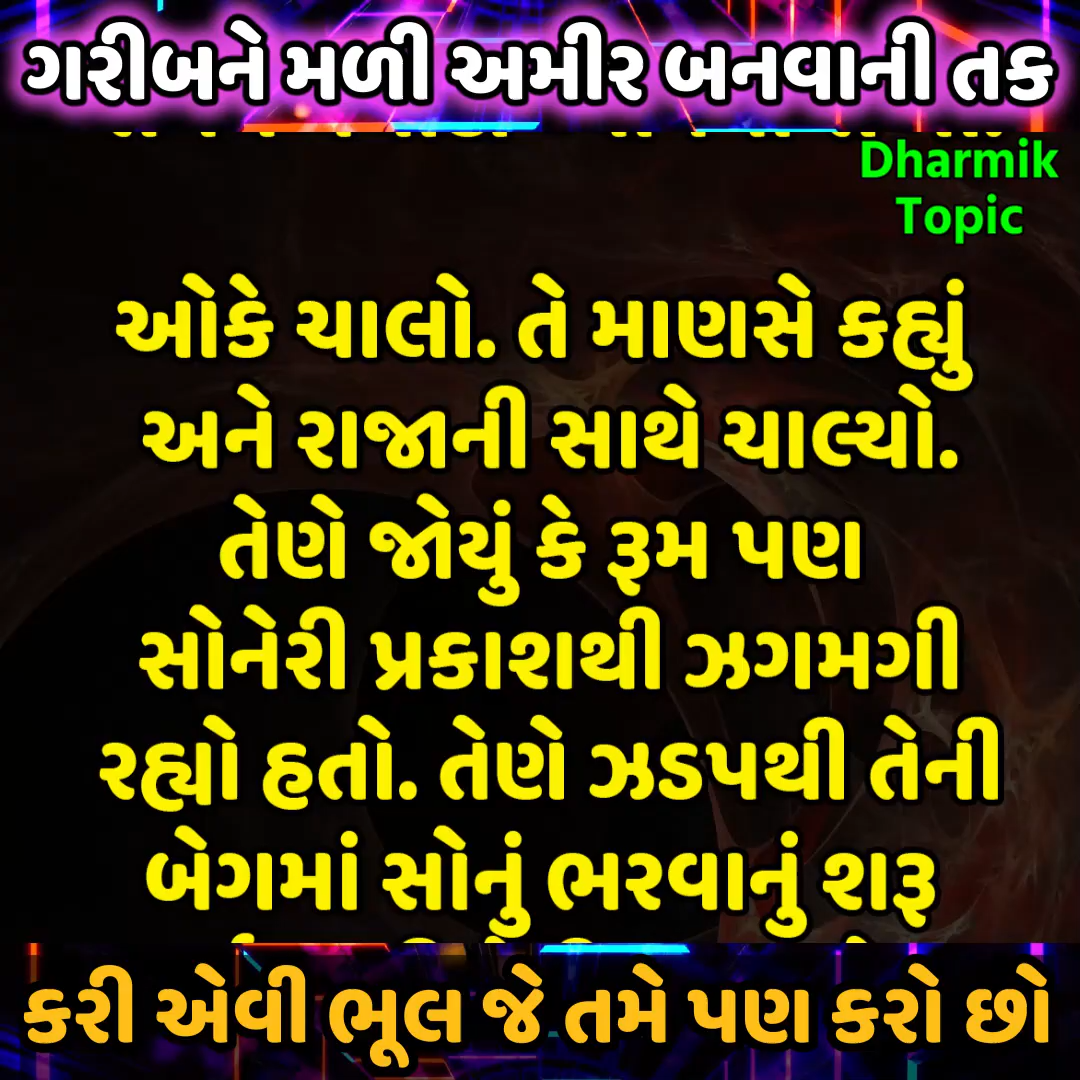 ગરીબને મળી અમીર બનવાની તક
Dharmik
Topic
ઓકે ચાલો. તે માણસે કહ્યું
અને રાજાની સાથે ચાલ્યો.
તેણે જોયું કે રૂમ પણ
સોનેરી પ્રકાશથી ઝગમગી
રહ્યો હતો. તેણે ઝડપથી તેની
બેગમાં સોનું ભરવાનું શરૂ
કરી એવી ભૂલ જે તમે પણ કરો છો